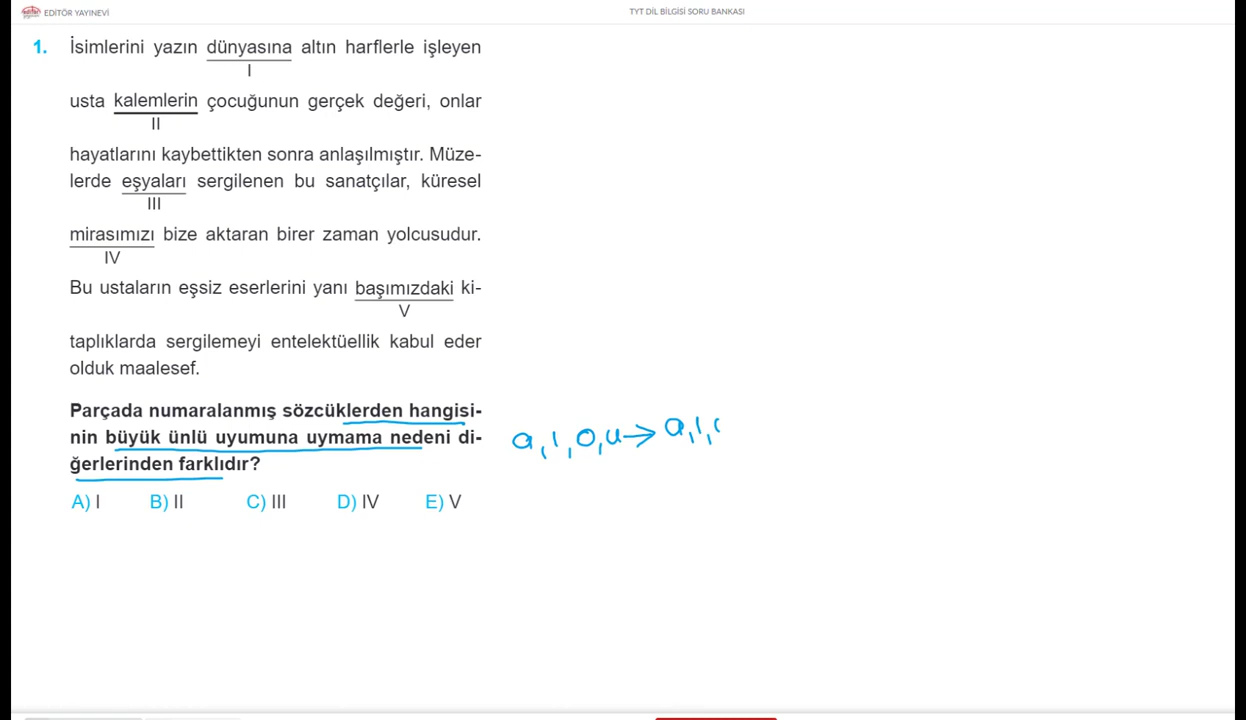 EDİTÖR YAYINEVİ
TYT DİL BİLGİSİ SORU BANKASI
1. İsimlerini yazın dünyasına altın harflerle işleyen
I
usta kalemlerin çocuğunun gerçek değeri, onlar
II
hayatlarını kaybettikten sonra anlaşılmıştır. Müze-
lerde eşyaları sergilenen bu sanatçılar, küresel
III
mirasımızı bize aktaran birer zaman yolcusudur.
IV
Bu ustaların eşsiz eserlerini yanı başımızdaki ki-
V
taplıklarda sergilemeyi entelektüellik kabul eder
olduk maalesef.
Parçada numaralanmış sözcüklerden hangisi-
nin büyük ünlü uyumuna uymama nedeni di-
ğerlerinden farklıdır?
a, ı, o, u → a, ı,
A) I B) II C) III D) IV E) V